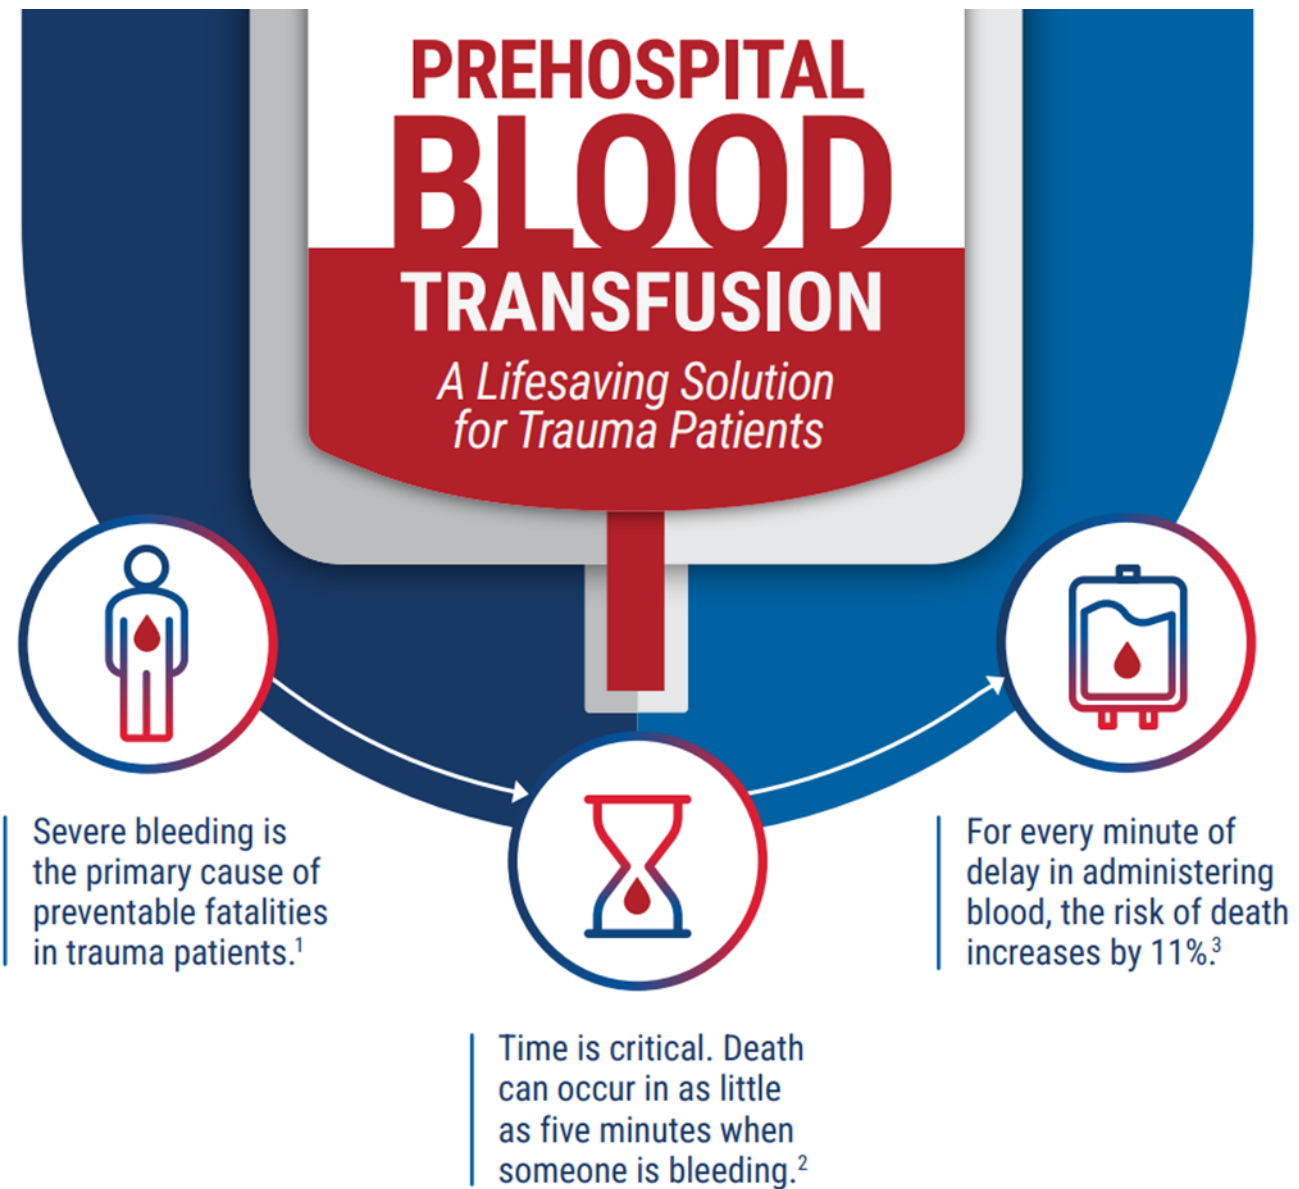 PREHOSPITAL
BLOOD
TRANSFUSION
A Lifesaving Solution
for Trauma Patients
Severe bleeding is
the primary cause of
preventable fatalities
in trauma patients.¹
Time is critical. Death
can occur in as little
as five minutes when
someone is bleeding.²
For every minute of
delay in administering
blood, the risk of death
increases by 11%.³